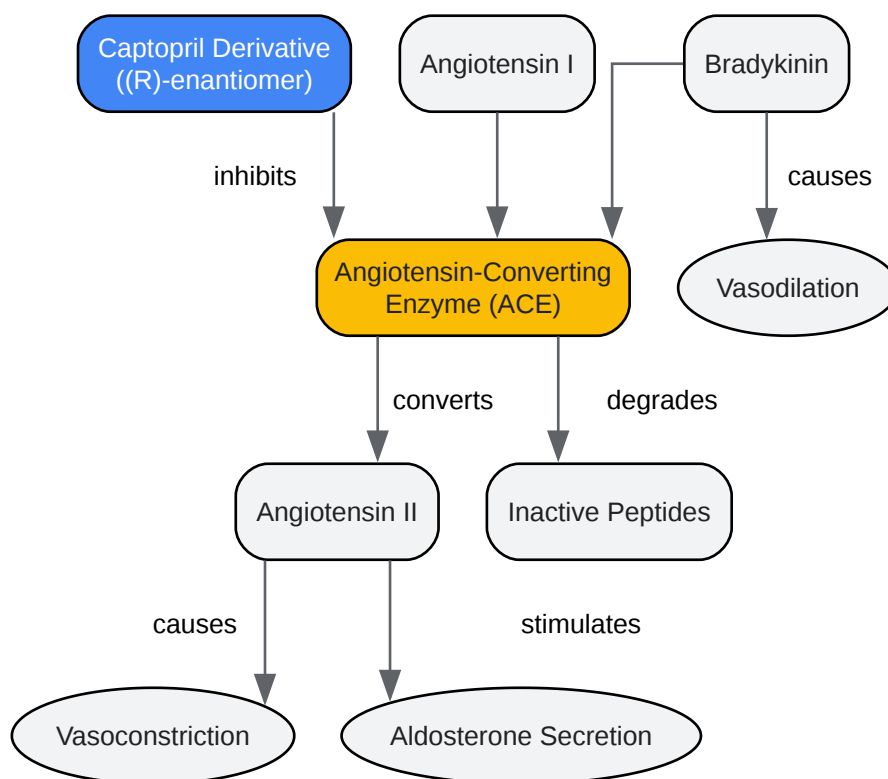 Captopril Derivative
((R)-enantiomer)
Angiotensin I
Bradykinin
inhibits
causes
Angiotensin-Converting
Enzyme (ACE)
Vasodilation
converts
degrades
Angiotensin II
Inactive Peptides
causes
stimulates
Vasoconstriction
Aldosterone Secretion